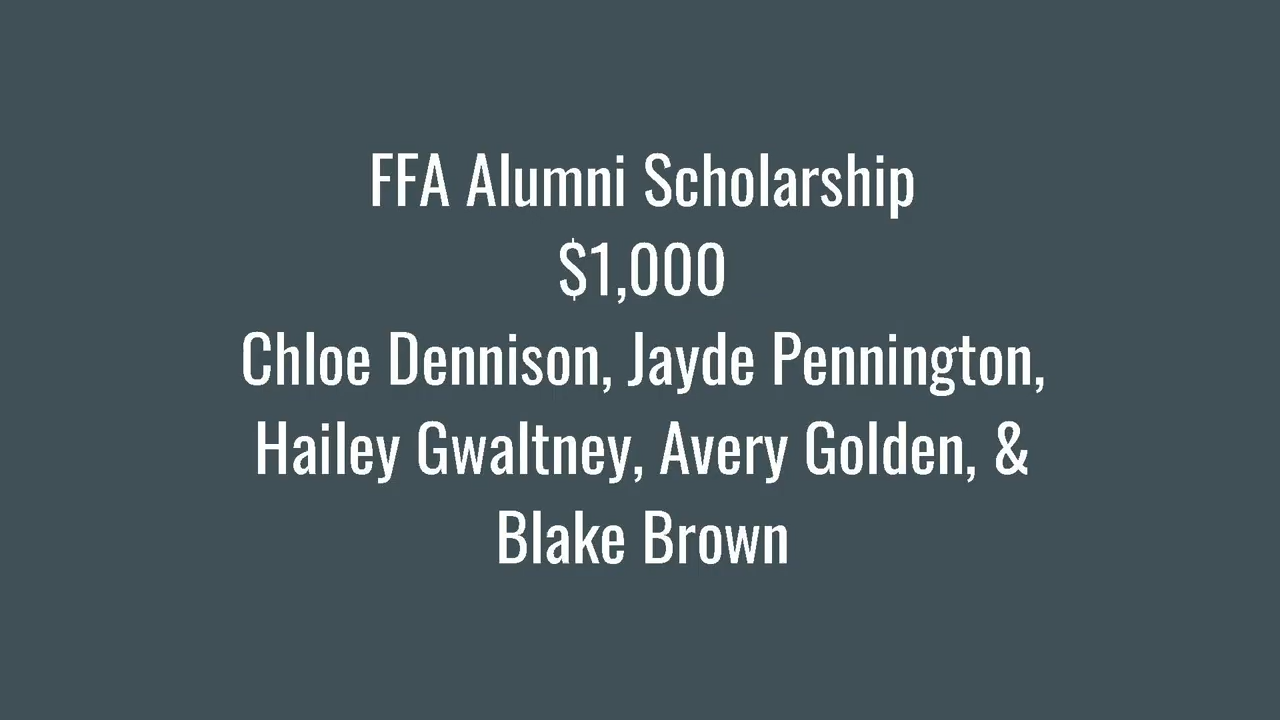 FFA Alumni Scholarship
$1,000
Chloe Dennison, Jayde Pennington,
Hailey Gwaltney, Avery Golden, &
Blake Brown